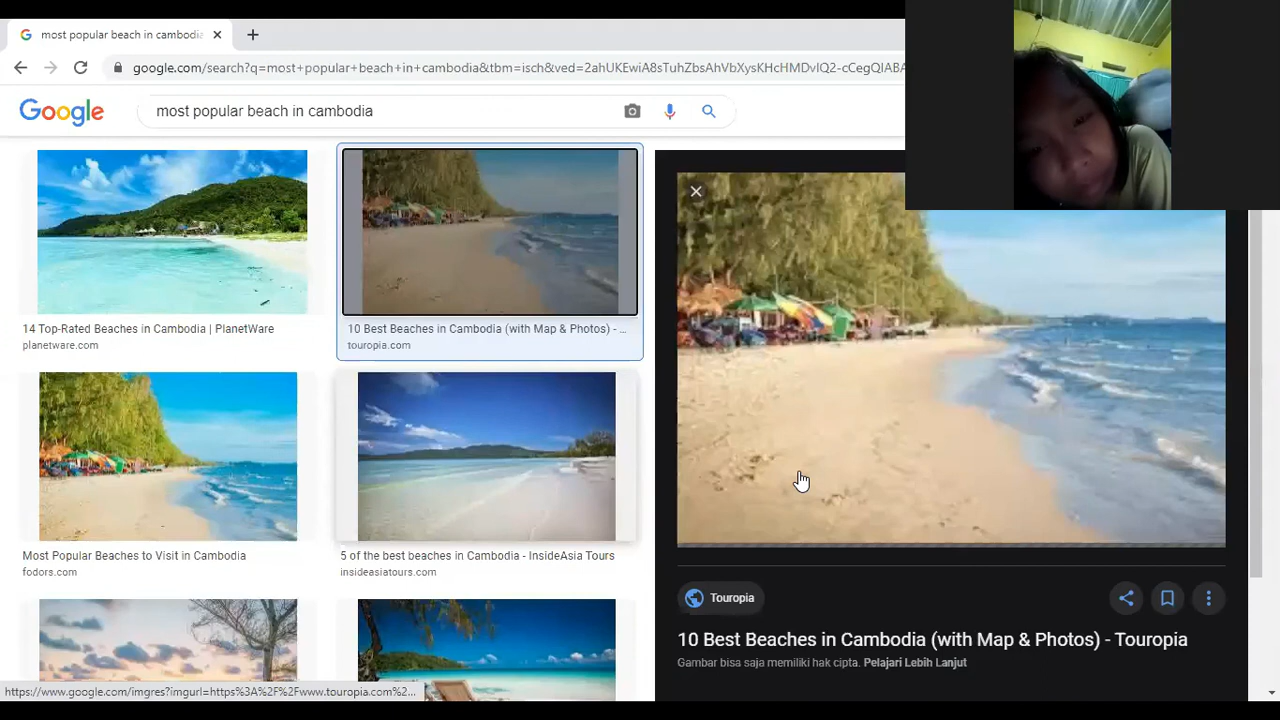 most popular beach in cambodia
google.com/search?q=most+popular+beach+in+cambodia&tbm=isch&ved=2ahUKEwiA8sTuhZbsAhVbXysKHcHMDvIQ2-cCegQIABA
Google
most popular beach in cambodia
14 Top-Rated Beaches in Cambodia | PlanetWare
planetware.com
10 Best Beaches in Cambodia (with Map & Photos) - ...
touropia.com
Most Popular Beaches to Visit in Cambodia
fodors.com
5 of the best beaches in Cambodia - InsideAsia Tours
insideasiatours.com
Touropia
10 Best Beaches in Cambodia (with Map & Photos) - Touropia
Gambar bisa saja memiliki hak cipta. Pelajari Lebih Lanjut
https://www.google.com/imgres?imgurl=https%3A%2F%2Fwww.touropia.com%2...